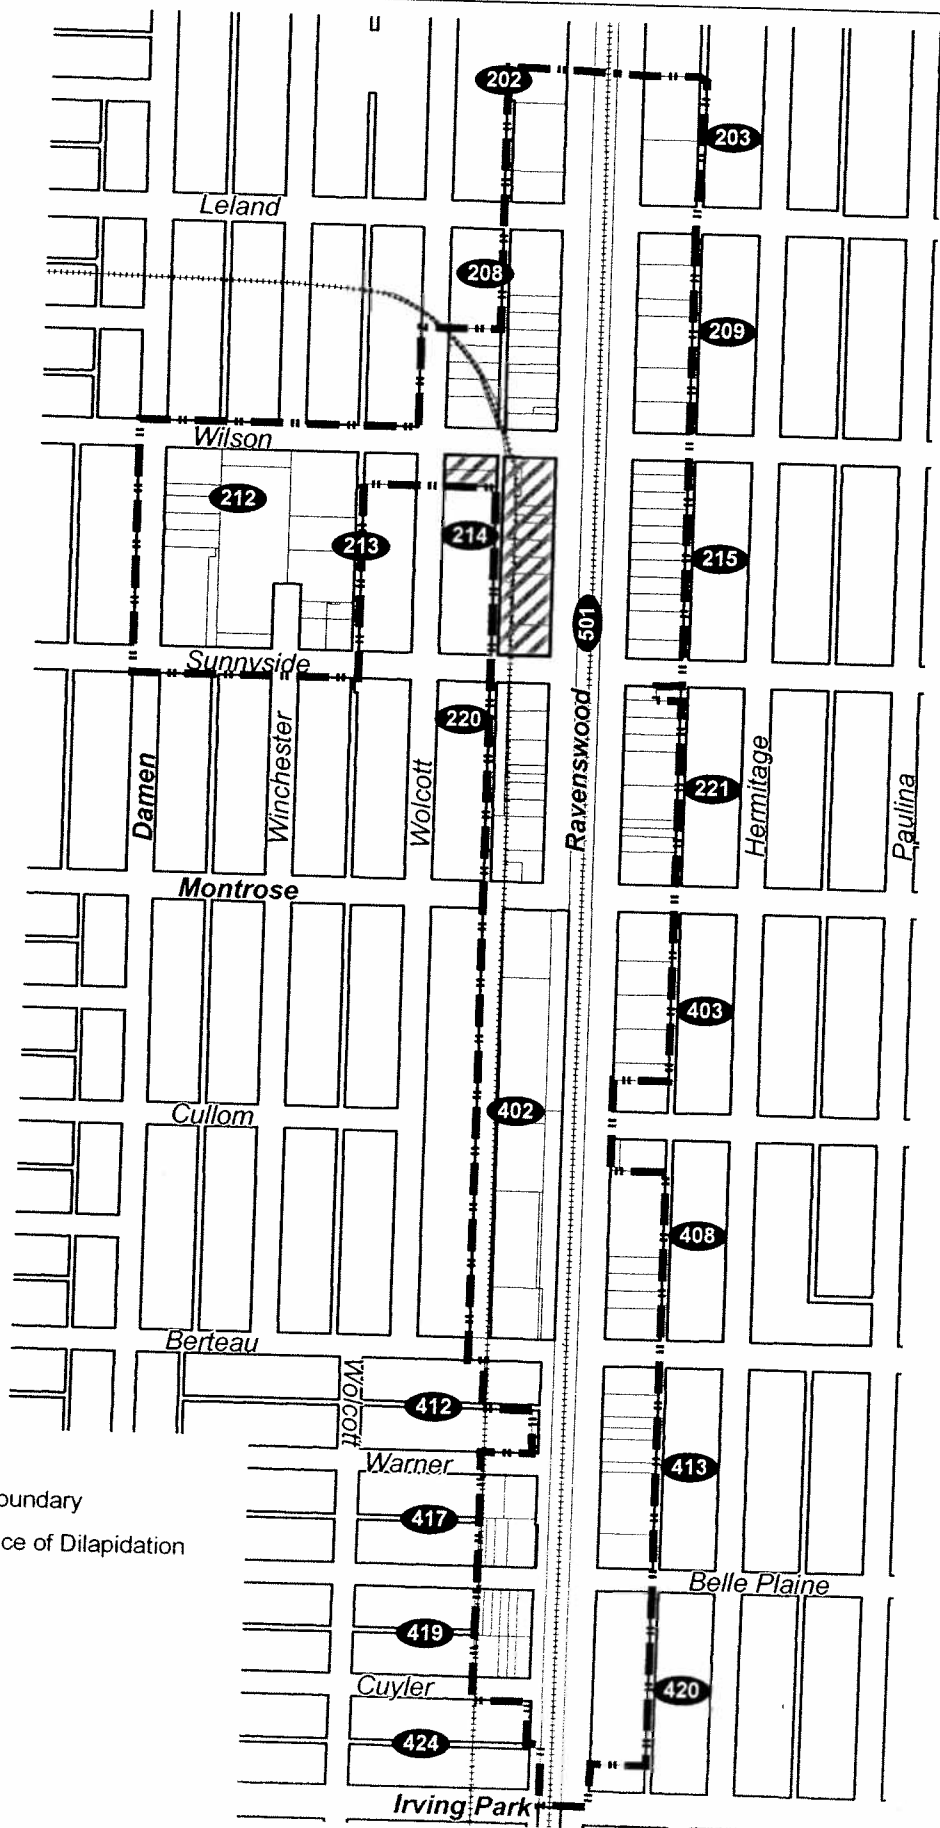 202
203
Leland
208
209
Wilson
212
213
214
215
501
Sunnyside
220
Ravenswood
Winchester
Damen
Wolcott
221
Hermitage
Paulina
Montrose
403
402
Cullom
408
Berteau
Wolcott
412
Warner
413
oundary
417
ce of Dilapidation
Belle Plaine
419
Cuyler
420
424
Irving Park